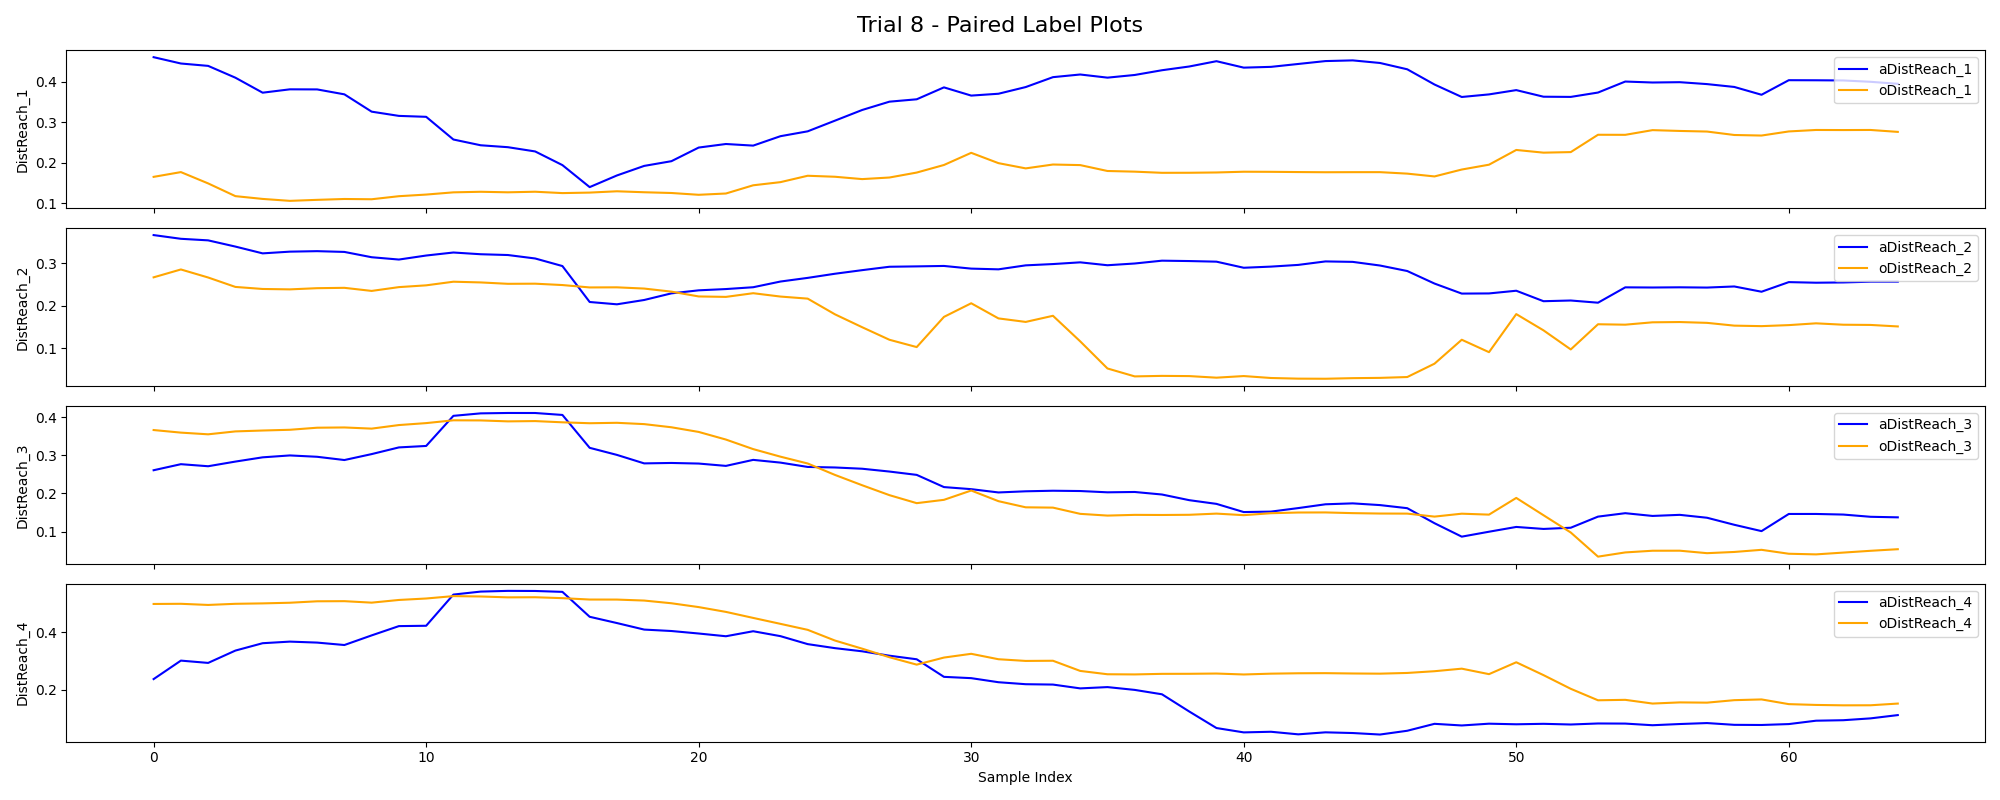 Trial 8 - Paired Label Plots
DistReach_1
0.4
0.3
0.2
0.1
aDistReach_1
oDistReach_1
DistReach_2
0.3
0.2
0.1
aDistReach_2
oDistReach_2
DistReach_3
0.4
0.3
0.2
0.1
aDistReach_3
oDistReach_3
DistReach_4
0.4
0.2
aDistReach_4
oDistReach_4
0 10 20 30 40 50 60
Sample Index